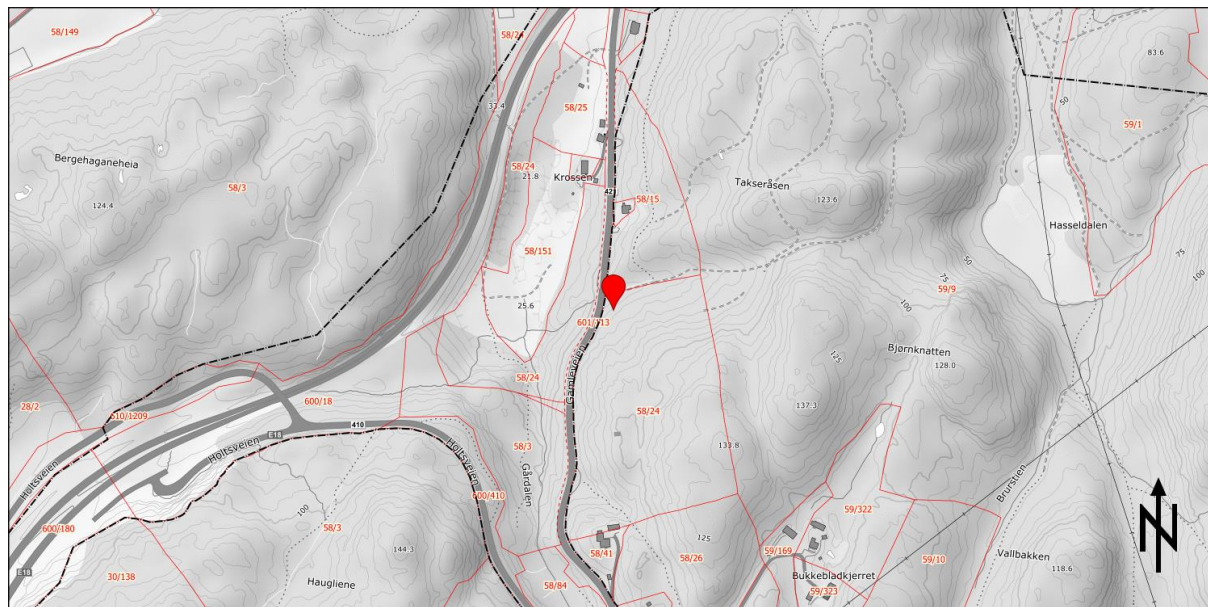 58/149
58/24
83.6
50
33.4
58/25
59/1
Bergehaganeheia
58/24
21.8
Krossen
Takseråsen
58/3
124.4
42
58/15
123.6
Hasseldalen
58/151
75
50
100
75
59/9
25.6
100
601/113
Bjørnknatten
Gamleveien
125
128.0
58/24
28/2
600/18
137.3
58/24
510/1209
410
133.8
E18
Holtsveien
Holtsveien
58/3
Holtsveien
Gårdalen
600/410
Brurstien
100
59/322
600/180
58/3
125
144.3
58/41
58/26
59/169
59/10
Vallbakken
E18
30/138
Haugliene
58/84
Bukkebladkjerret
118.6
59/323
N